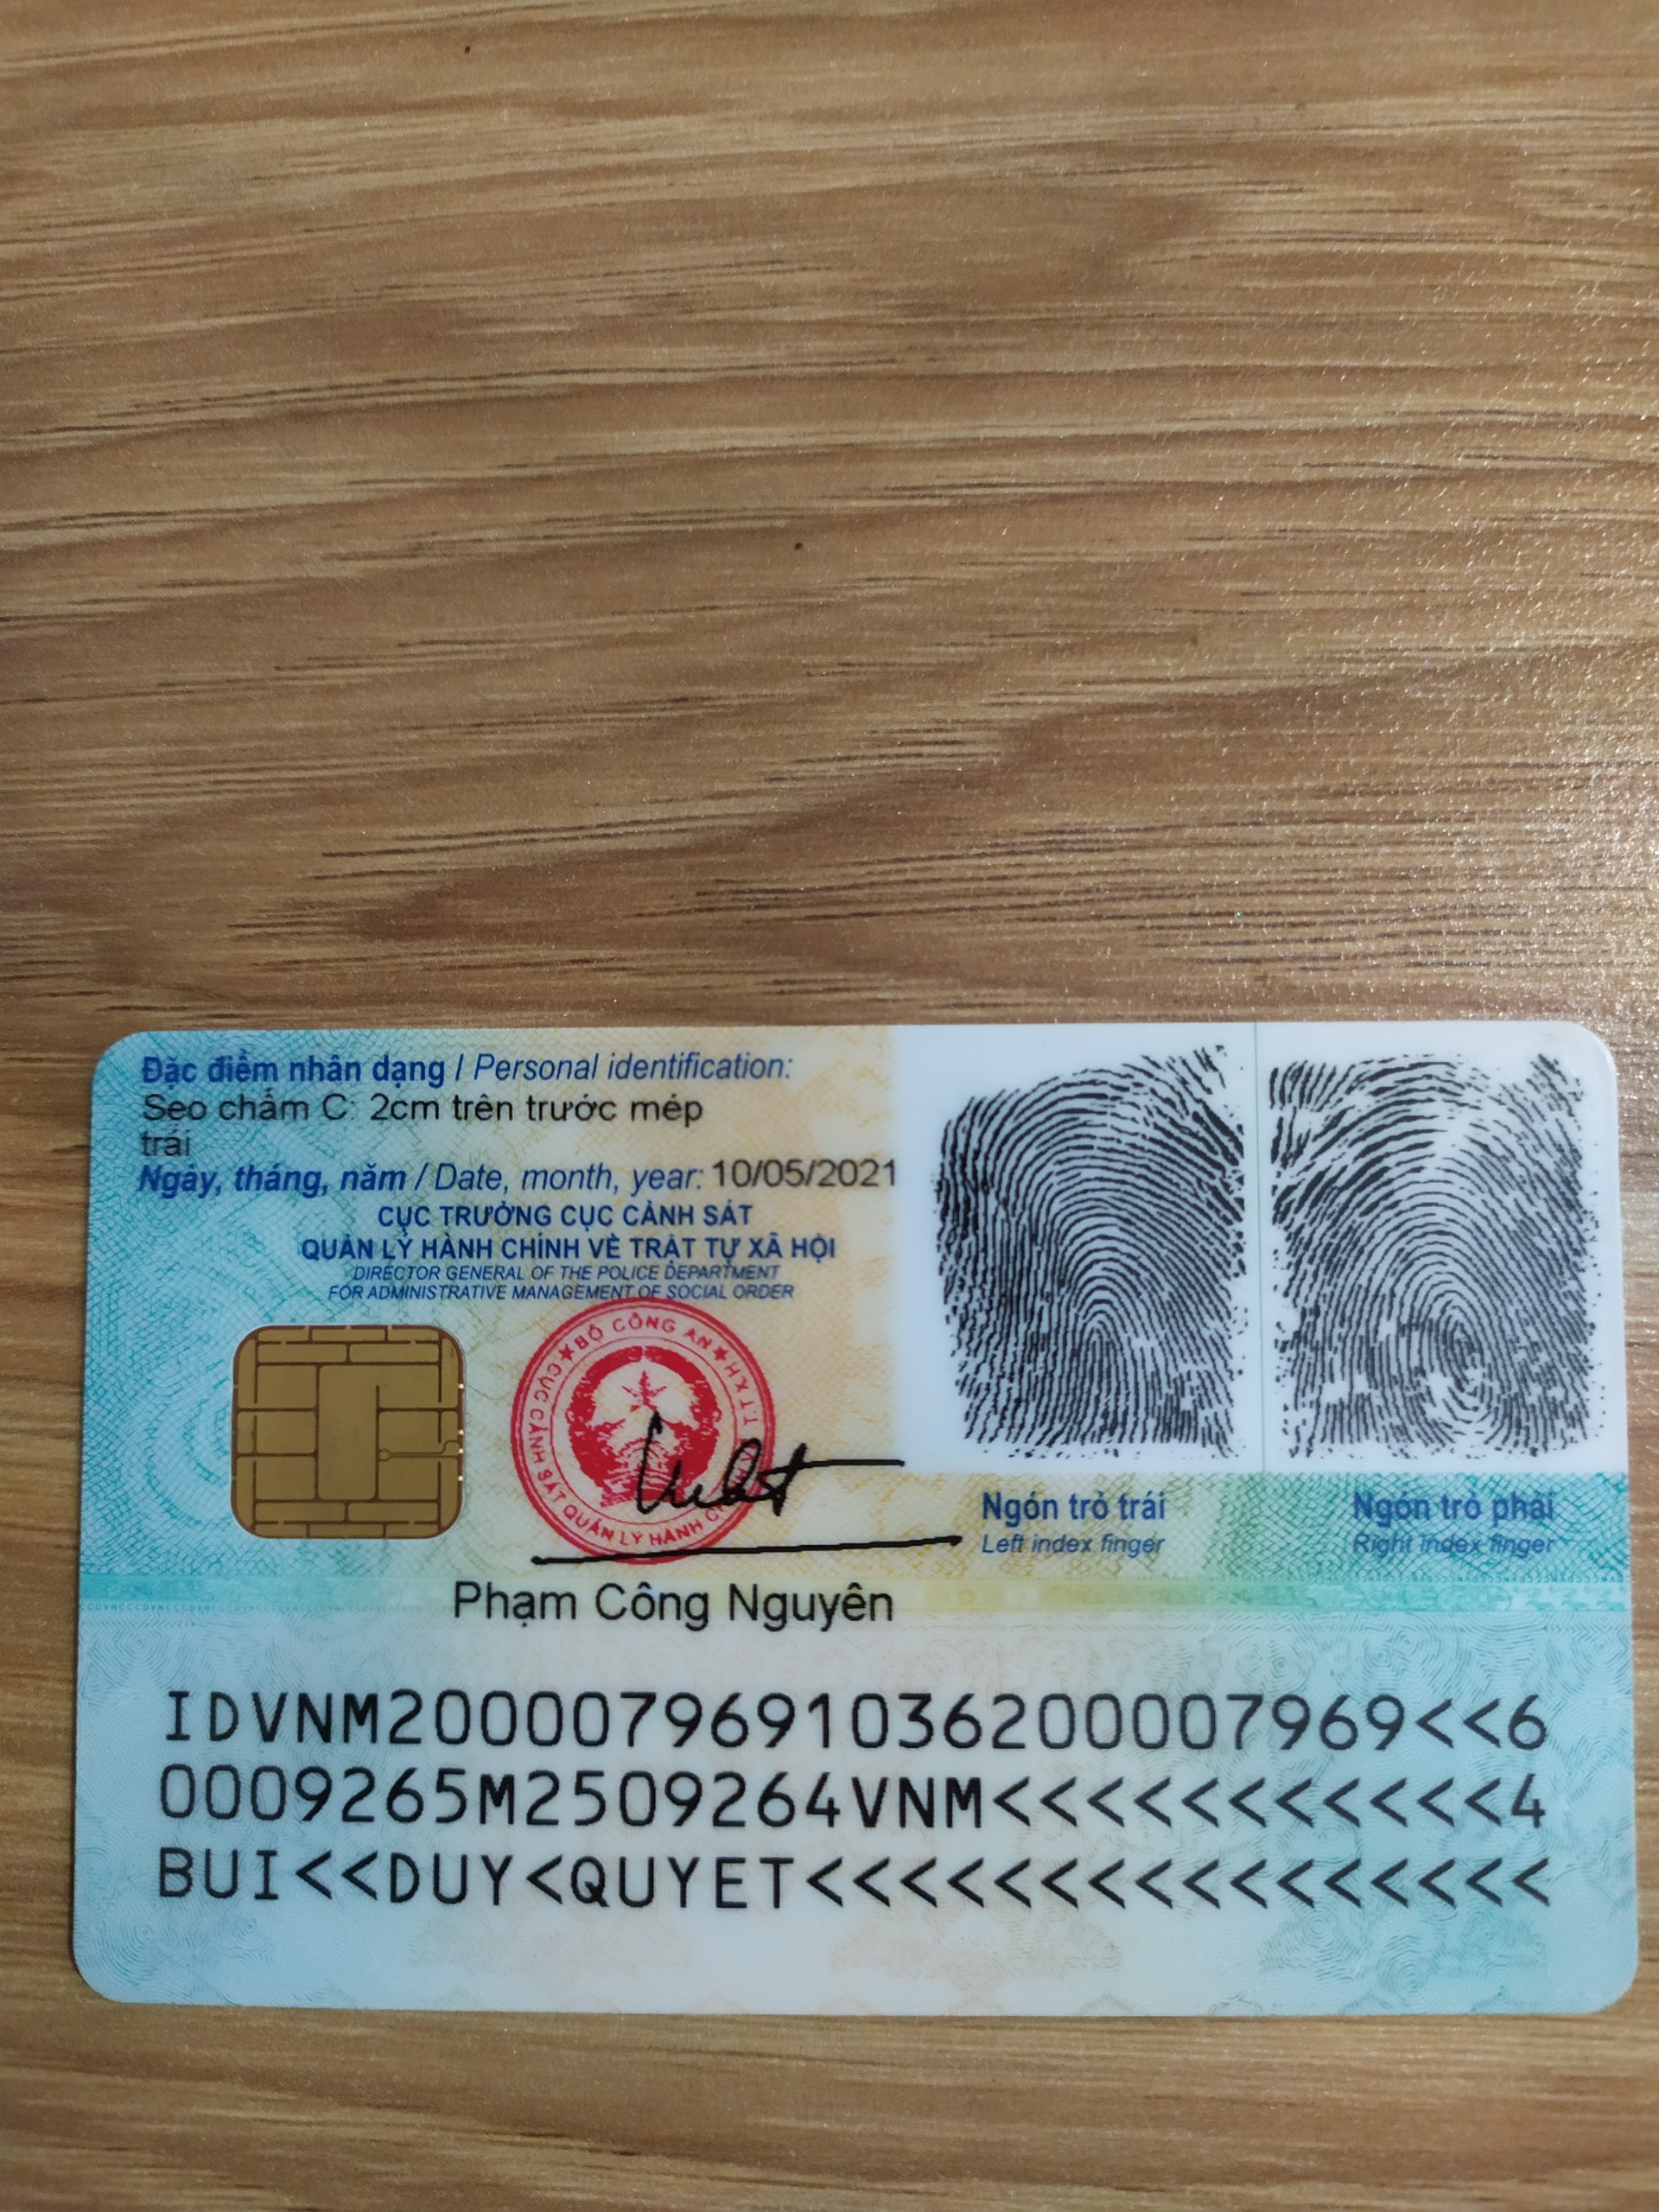 Đặc điểm nhân dạng / Personal identification:
Sẹo chấm C: 2cm trên trước mép
trái
Ngày, tháng, năm / Date, month, year: 10/05/2021
CỤC TRƯỞNG CỤC CẢNH SÁT
QUẢN LÝ HÀNH CHÍNH VỀ TRẬT TỰ XÃ HỘI
DIRECTOR GENERAL OF THE POLICE DEPARTMENT
FOR ADMINISTRATIVE MANAGEMENT OF SOCIAL ORDER
★ BỘ CÔNG AN ★
CỤC CẢNH SÁT QUẢN LÝ HÀNH C
TTXH
Ngón trỏ trái
Left index finger
Ngón trỏ phải
Right index finger
Phạm Công Nguyên
IDVNM2000079691036200007969<<6
0009265M2509264VNM<<<<<<<<<<<4
BUI<<DUY<QUYET<<<<<<<<<<<<<<<<